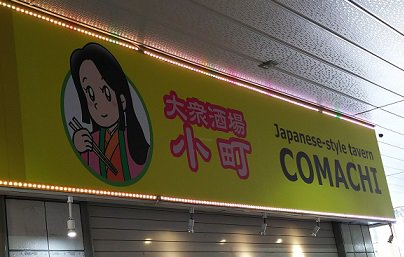 大衆酒場
小町
Japanese-style tavern
COMACHI